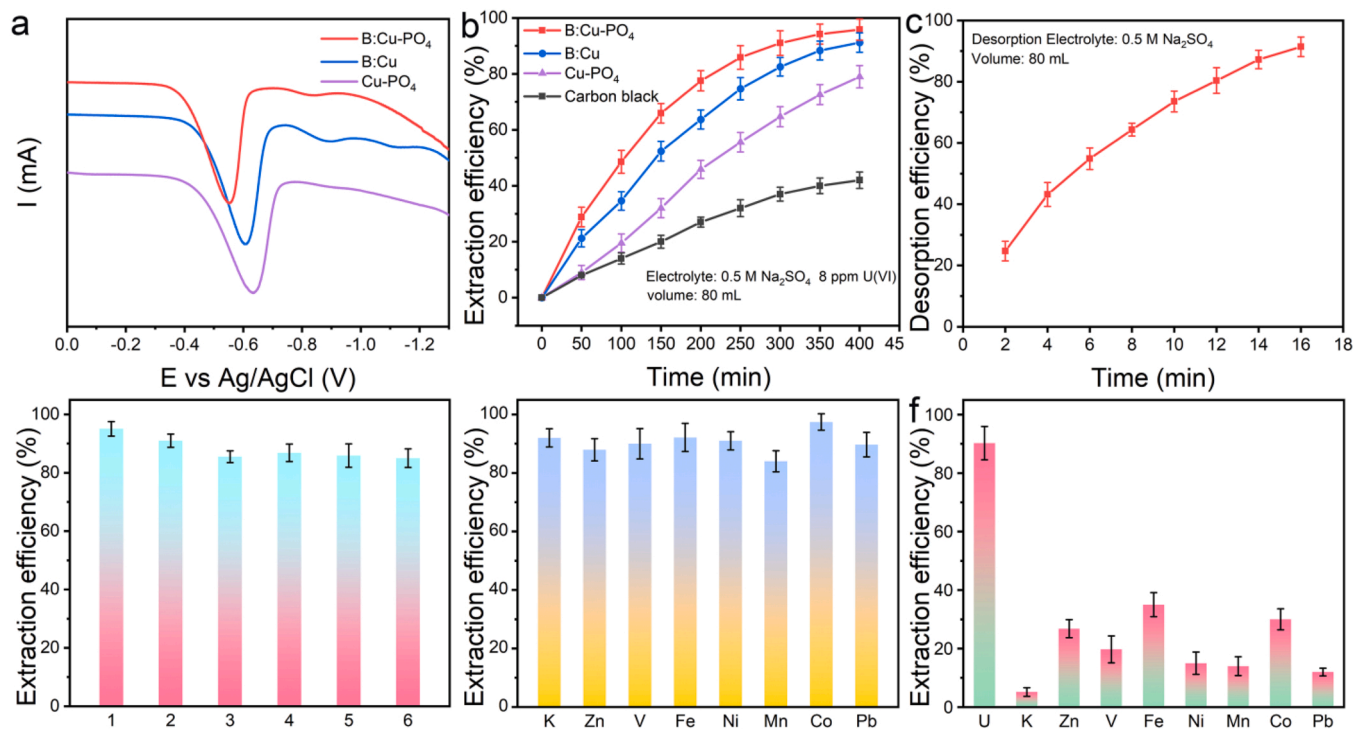 a
B:Cu-PO₄
B:Cu
Cu-PO₄
I (mA)
0.0 -0.2 -0.4 -0.6 -0.8 -1.0 -1.2
E vs Ag/AgCl (V)
b
B:Cu-PO₄
B:Cu
Cu-PO₄
Carbon black
Extraction efficiency (%)
100
80
60
40
20
0
Electrolyte: 0.5 M Na₂SO₄ 8 ppm U(VI)
volume: 80 mL
0 50 100 150 200 250 300 350 400 45
Time (min)
c
Desorption Electrolyte: 0.5 M Na₂SO₄
Volume: 80 mL
Desorption efficiency (%)
100
80
60
40
20
0
0 2 4 6 8 10 12 14 16 18
Time (min)
Extraction efficiency (%)
100
80
60
40
20
0
1 2 3 4 5 6
Extraction efficiency (%)
100
80
60
40
20
0
K Zn V Fe Ni Mn Co Pb
f
Extraction efficiency (%)
100
80
60
40
20
0
U K Zn V Fe Ni Mn Co Pb